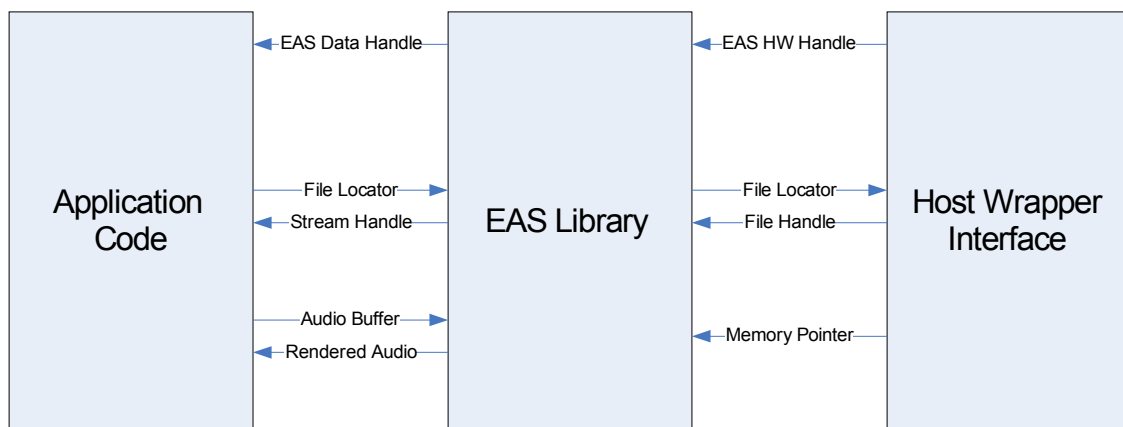 EAS Data Handle
EAS HW Handle
Application
Code
File Locator
Stream Handle
EAS Library
File Locator
File Handle
Host Wrapper
Interface
Audio Buffer
Rendered Audio
Memory Pointer